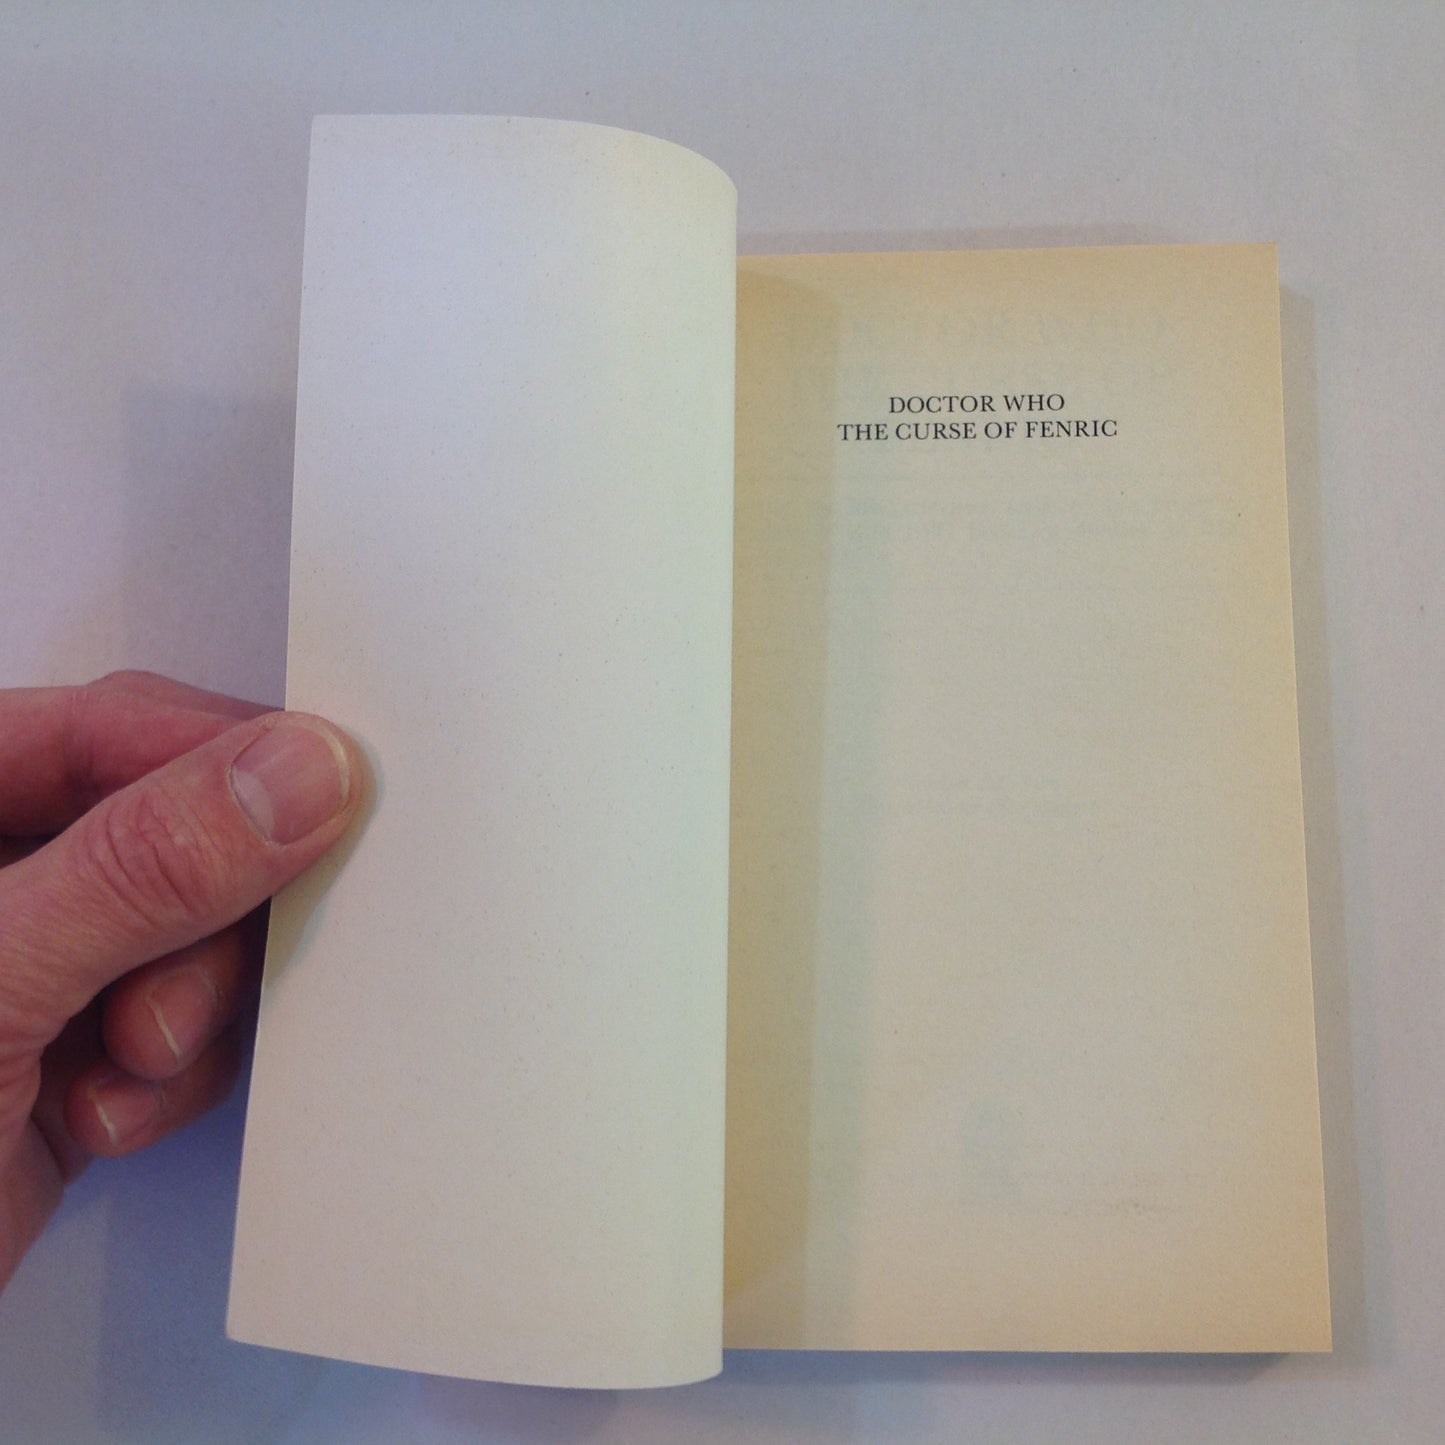 DOCTOR WHO
THE CURSE OF FENRIC